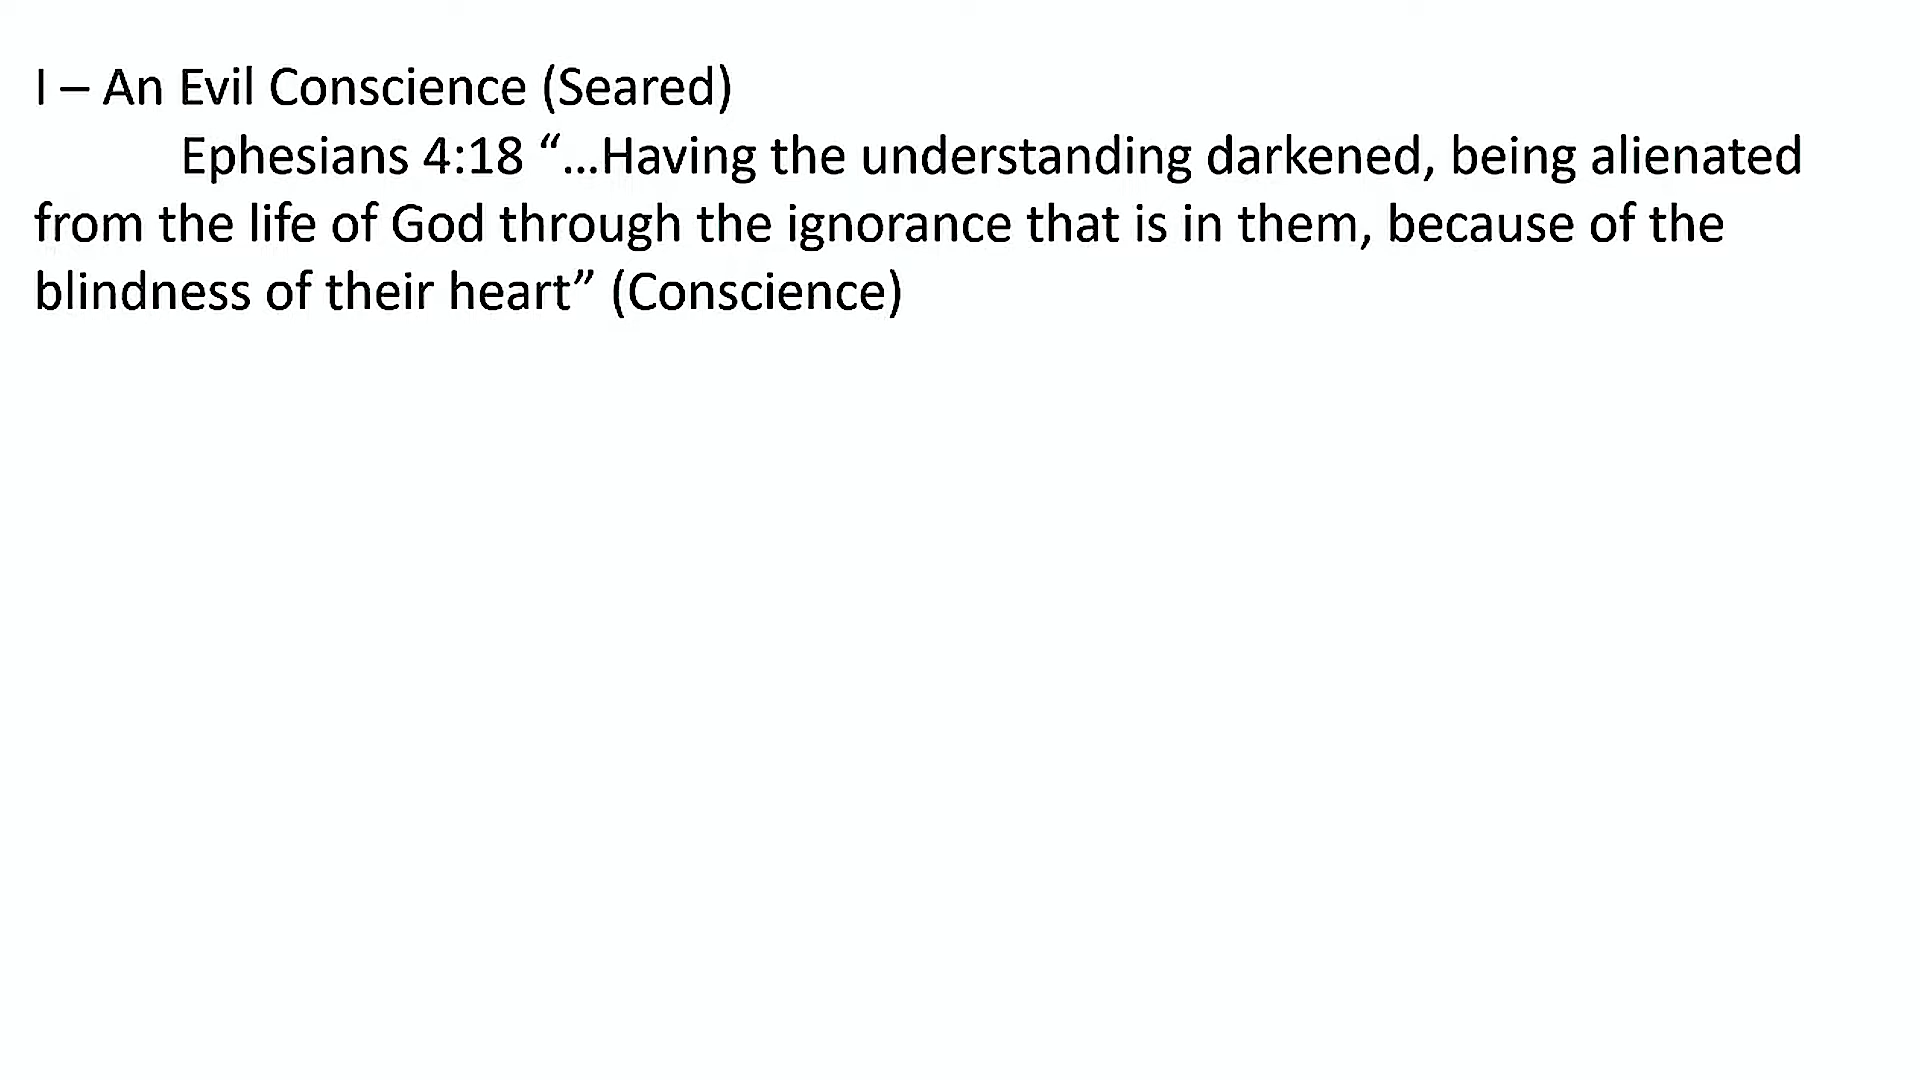 I – An Evil Conscience (Seared)
Ephesians 4:18 “…Having the understanding darkened, being alienated
from the life of God through the ignorance that is in them, because of the
blindness of their heart” (Conscience)